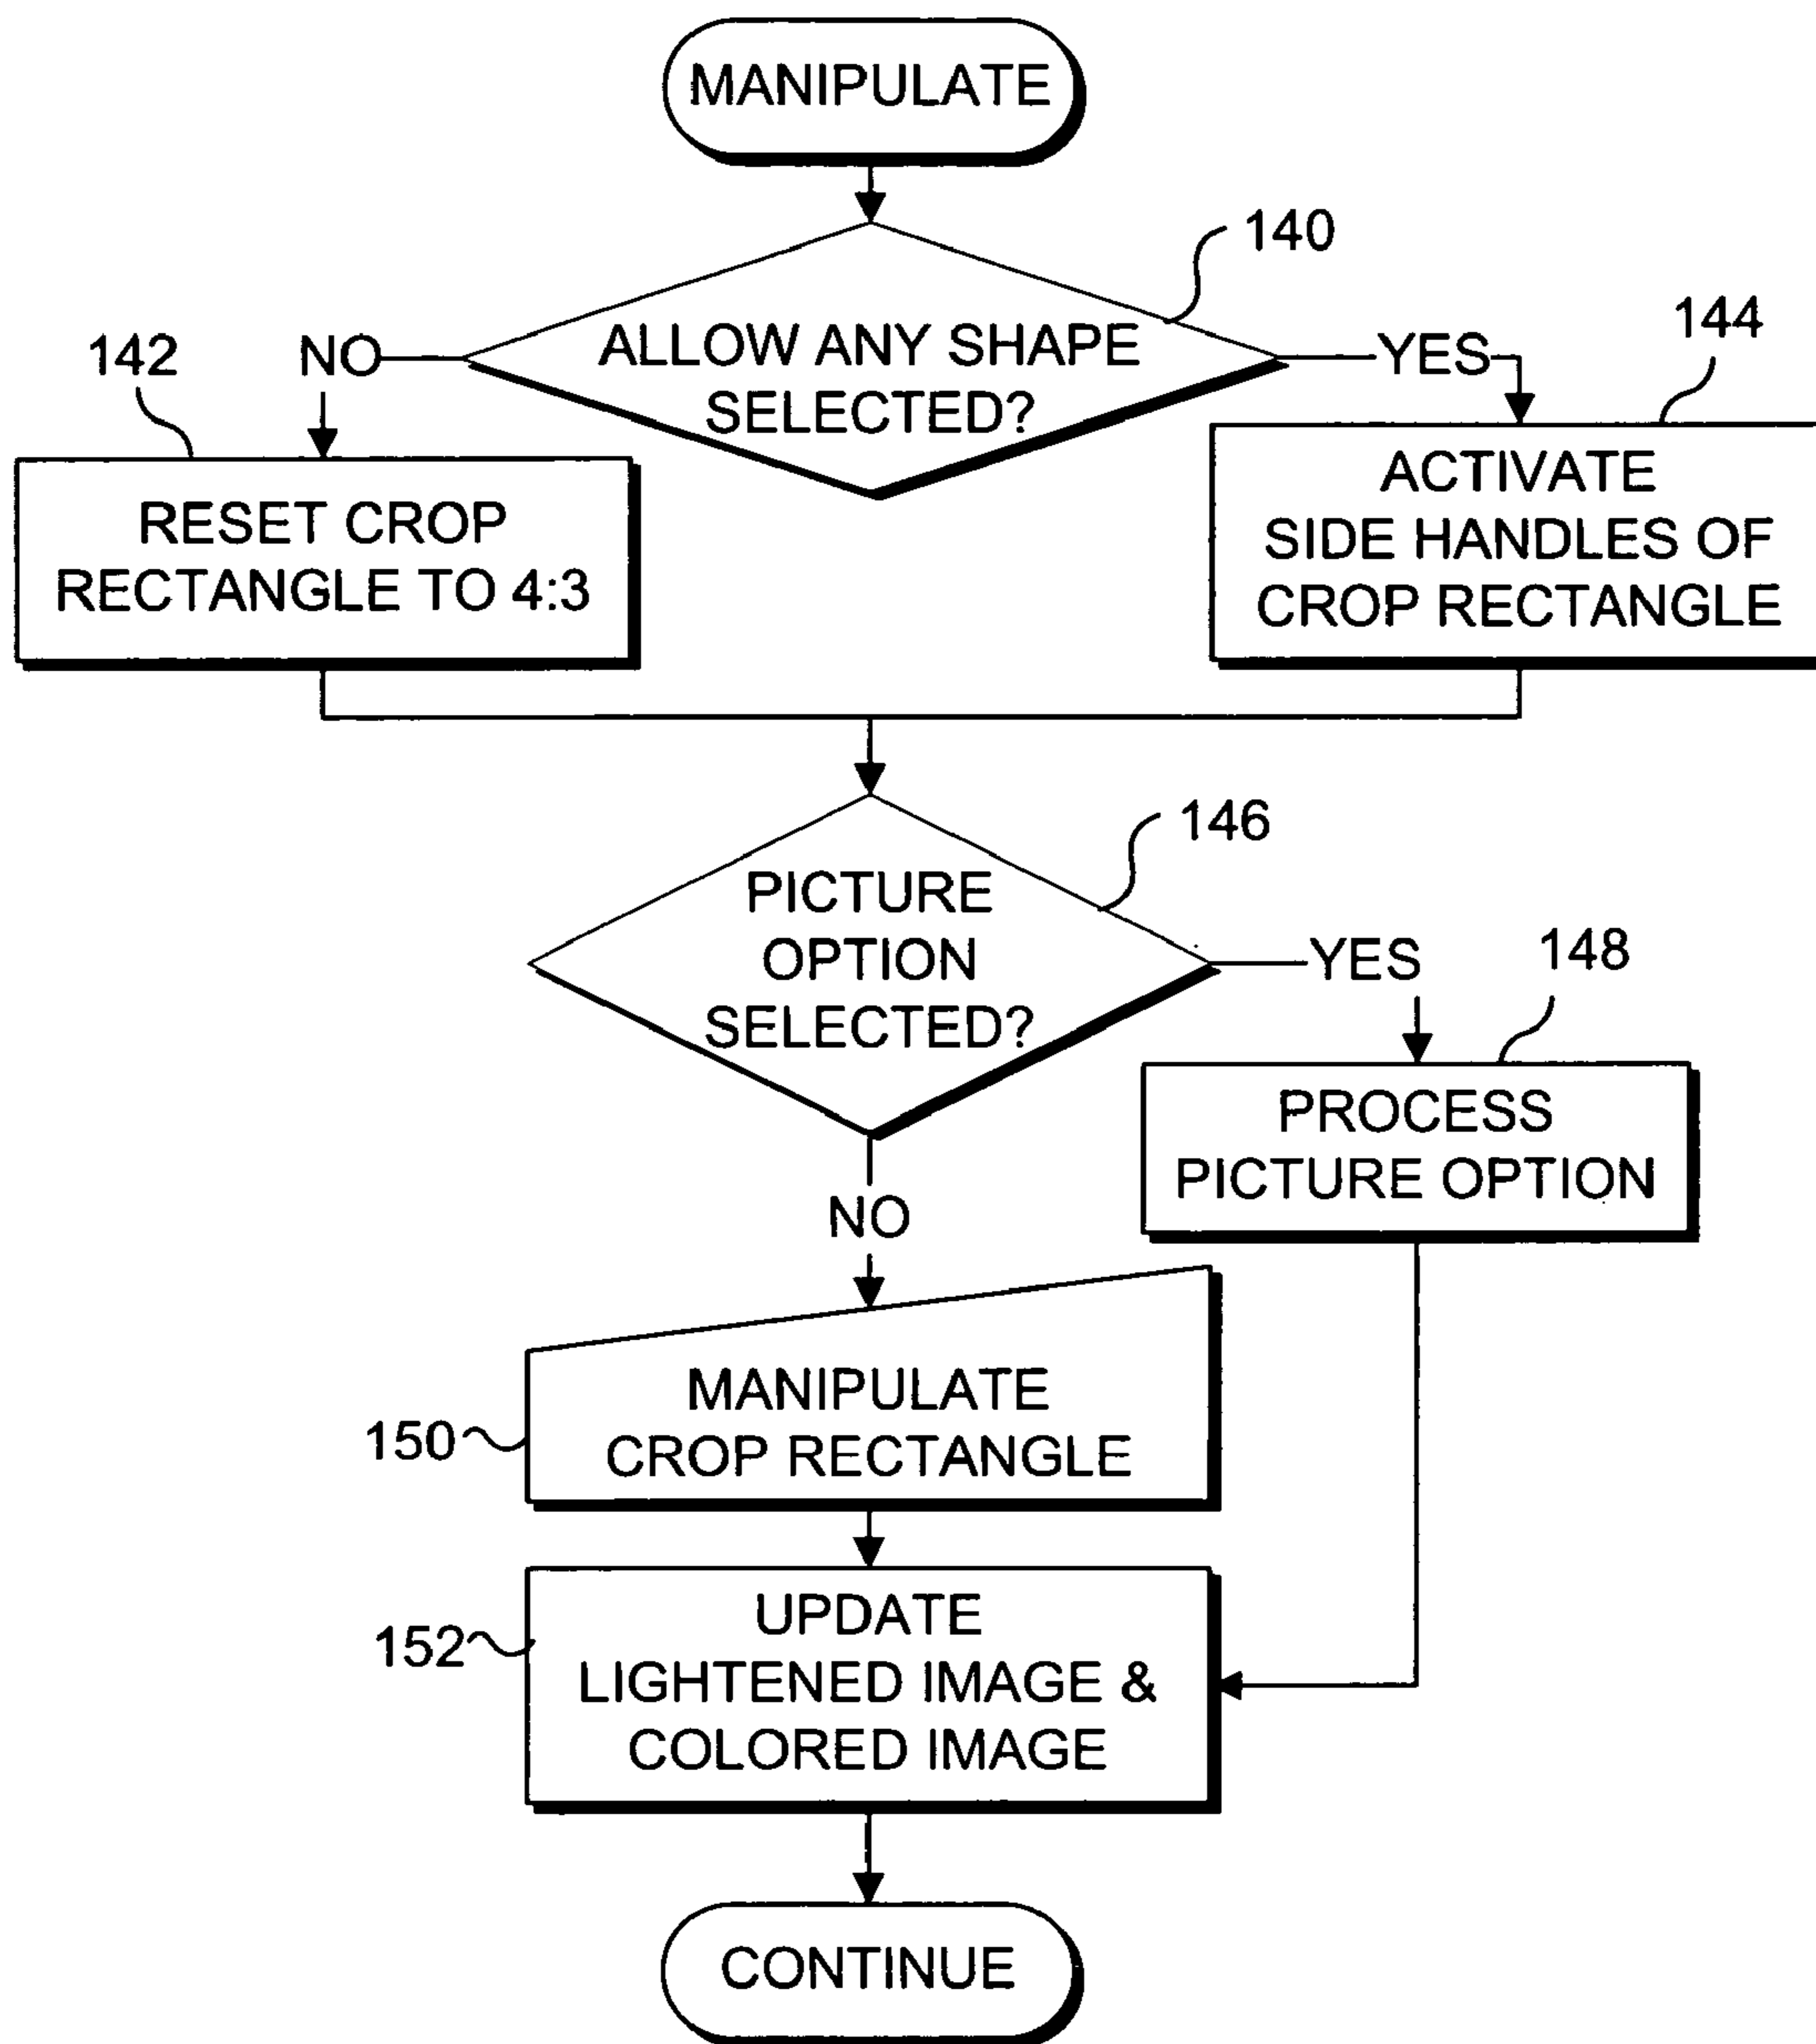 MANIPULATE
140
ALLOW ANY SHAPE
SELECTED?
NO
YES
142
144
RESET CROP
RECTANGLE TO 4:3
ACTIVATE
SIDE HANDLES OF
CROP RECTANGLE
146
PICTURE
OPTION
SELECTED?
YES
148
PROCESS
PICTURE OPTION
NO
MANIPULATE
CROP RECTANGLE
150
UPDATE
LIGHTENED IMAGE &
COLORED IMAGE
152
CONTINUE